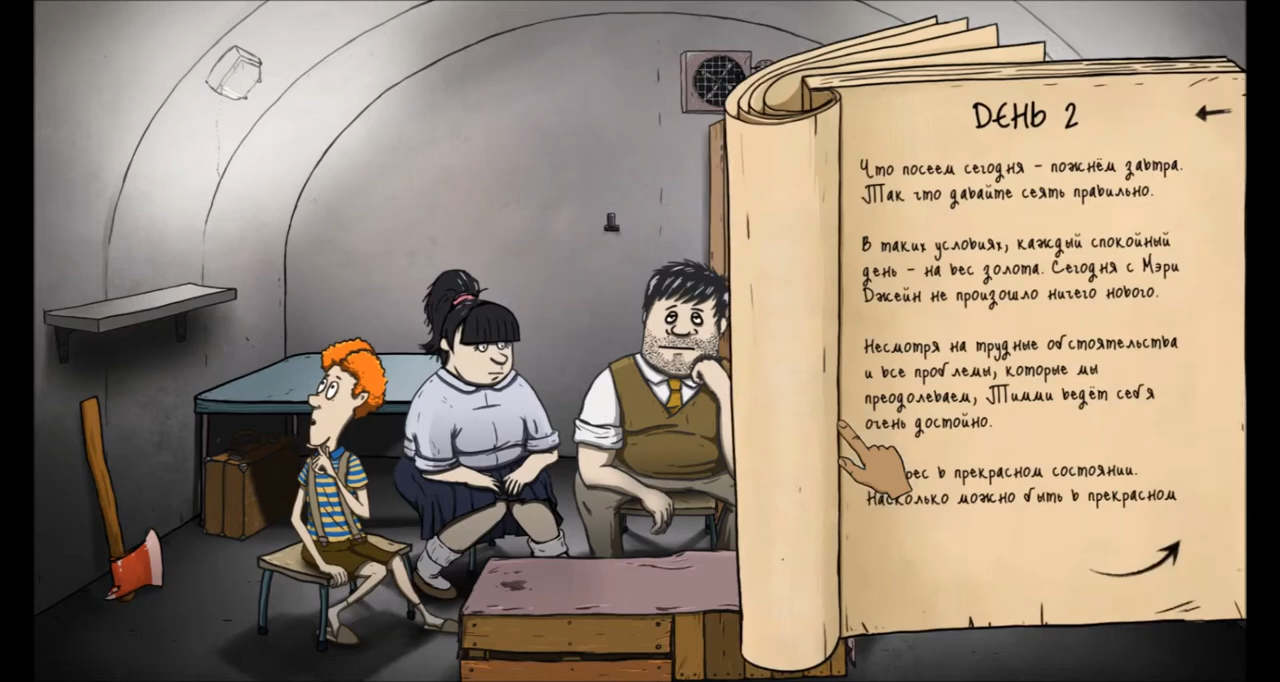 ДЕНЬ 2
Что посеем сегодня - пожнём завтра.
Так что давайте сеять правильно.
В таких условиях, каждый спокойный
день - на вес золота. Сегодня с Мэри
Джейн не произошло ничего нового.
Несмотря на трудные обстоятельства
и все проблемы, которые мы
преодолеваем, Тимми ведёт себя
очень достойно.
в прекрасном состоянии.
Насколько можно быть в прекрасном